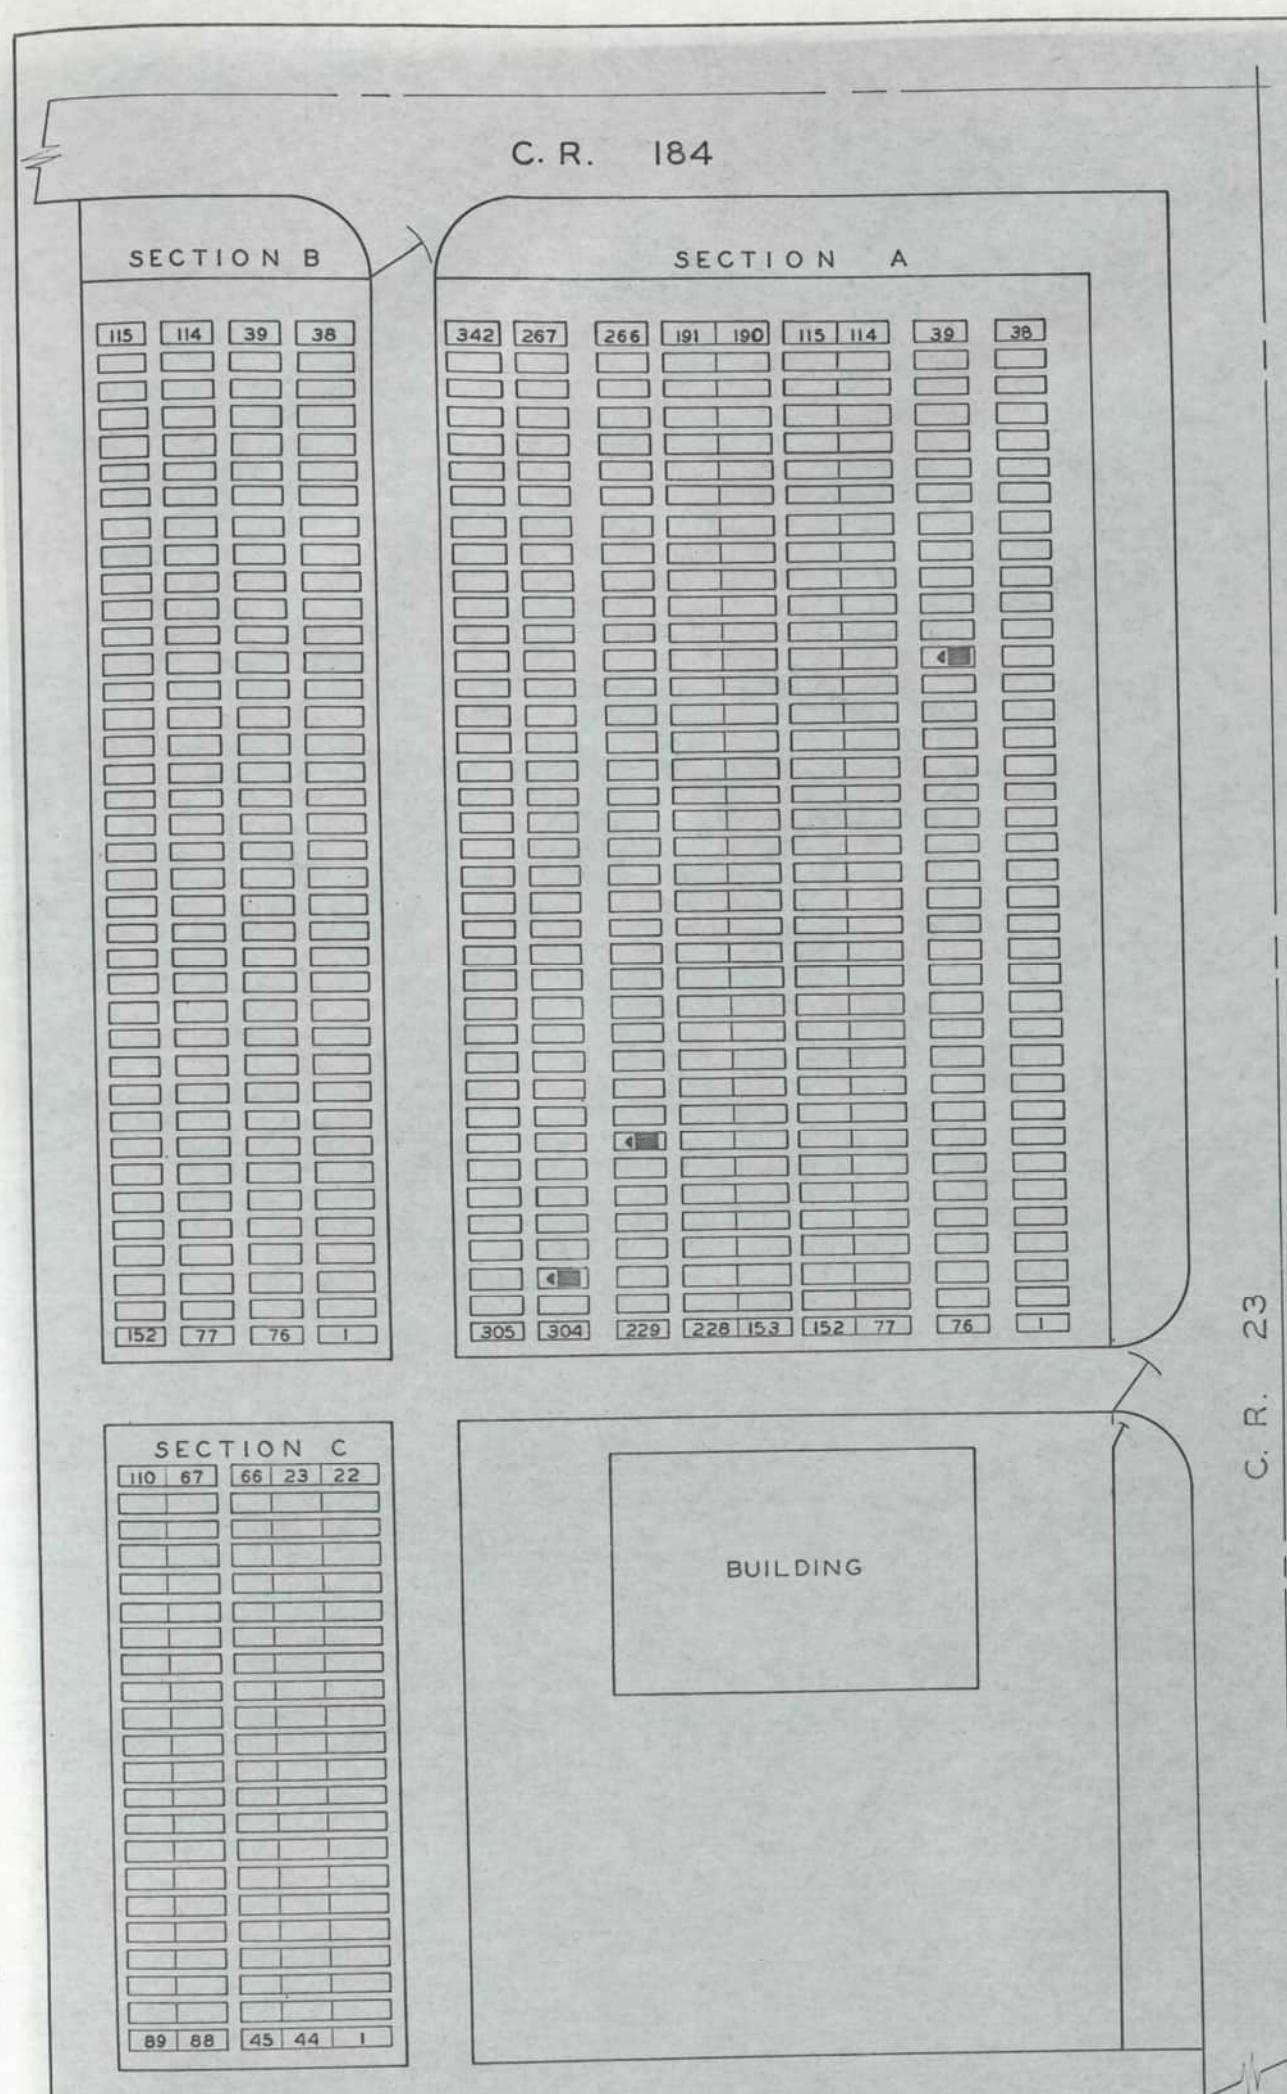 C. R. 184
SECTION B
SECTION A
115 114 39 38
342 267 266 191 190 115 114 39 38
152 77 76 1
305 304 229 228 153 152 77 76 1
C. R. 23
SECTION C
110 67 66 23 22
BUILDING
89 88 45 44 1